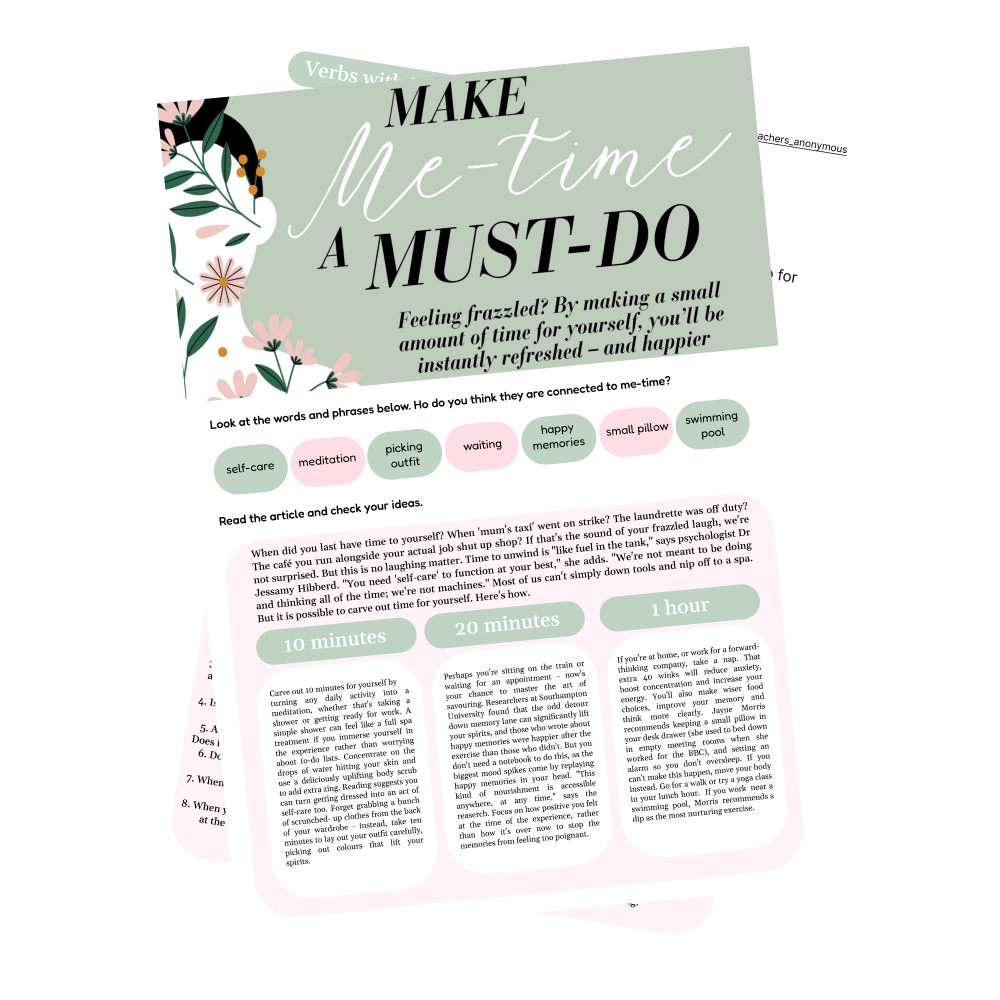 Verbs with
MAKE
Me-time
A MUST-DO
Feeling frazzled? By making a small
amount of time for yourself, you'll be
instantly refreshed – and happier
achers_anonymous
for
Look at the words and phrases below. Ho do you think they are connected to me-time?
self-care
meditation
picking
outfit
waiting
happy
memories
small pillow
swimming
pool
Read the article and check your ideas.
When did you last have time to yourself? When 'mum's taxi' went on strike? The laundrette was off duty?
The café you run alongside your actual job shut up shop? If that's the sound of your frazzled laugh, we're
not surprised. But this is no laughing matter. Time to unwind is "like fuel in the tank," says psychologist Dr
Jessamy Hibberd. "You need 'self-care' to function at your best," she adds. "We're not meant to be doing
and thinking all of the time; we're not machines." Most of us can't simply down tools and nip off to a spa.
But it is possible to carve out time for yourself. Here's how.
10 minutes
Carve out 10 minutes for yourself by
turning any daily activity into a
meditation, whether that's taking a
shower or getting ready for work. A
simple shower can feel like a full spa
treatment if you immerse yourself in
the experience rather than worrying
about to-do lists. Concentrate on the
drops of water hitting your skin and
use a deliciously uplifting body scrub
to add extra zing. Reading suggests you
can turn getting dressed into an act of
self-care too. Forget grabbing a bunch
of scrunched- up clothes from the back
of your wardrobe - instead, take ten
minutes to lay out your outfit carefully,
picking out colours that lift your
spirits.
20 minutes
Perhaps you're sitting on the train or
waiting for an appointment - now's
your chance to master the art of
savouring. Researchers at Southampton
University found that the odd detour
down memory lane can significantly lift
your spirits, and those who wrote about
happy memories were happier after the
exercise than those who didn't. But you
don't need a notebook to do this, as the
biggest mood spikes come by replaying
happy memories in your head. "This
kind of nourishment is accessible
anywhere, at any time," says the
reaserch. Focus on how positive you felt
at the time of the experience, rather
than how it's over now to stop the
memories from feeling too poignant.
1 hour
If you're at home, or work for a forward-
thinking company, take a nap. That
extra 40 winks will reduce anxiety,
boost concentration and increase your
energy. You'll also make wiser food
choices, improve your memory and
think more clearly. Jayne Morris
recommends keeping a small pillow in
your desk drawer (she used to bed down
in empty meeting rooms when she
worked for the BBC), and setting an
alarm so you don't oversleep. If you
can't make this happen, move your body
instead. Go for a walk or try a yoga class
in your lunch hour. If you work near a
swimming pool, Morris recommends a
dip as the most nurturing exercise.
a
4. Is
5. A
Does i
6. Do
7. When
8. When y
at the